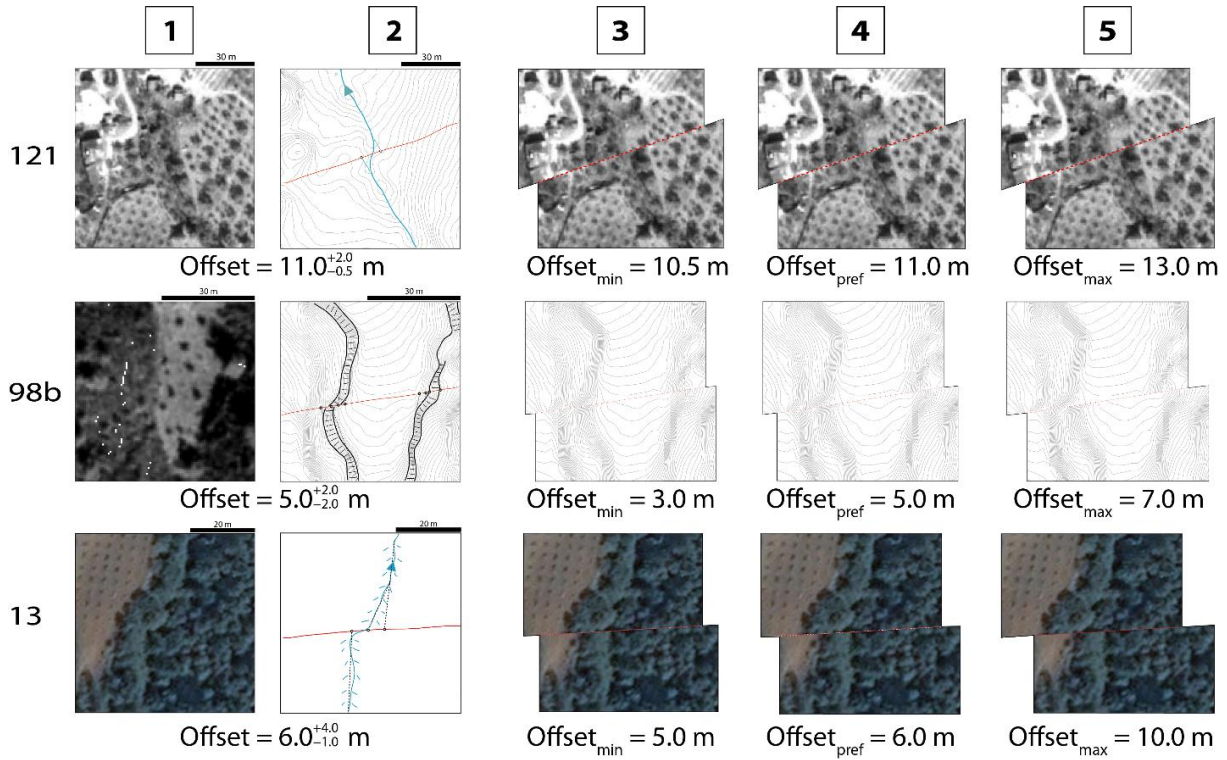 1 2 3 4 5
30 m 30 m
121
Offset = 11.0 +2.0 −0.5 m Offset min = 10.5 m Offset pref = 11.0 m Offset max = 13.0 m
30 m 30 m
98b
Offset = 5.0 +2.0 −2.0 m Offset min = 3.0 m Offset pref = 5.0 m Offset max = 7.0 m
20 m 20 m
13
Offset = 6.0 +4.0 −1.0 m Offset min = 5.0 m Offset pref = 6.0 m Offset max = 10.0 m